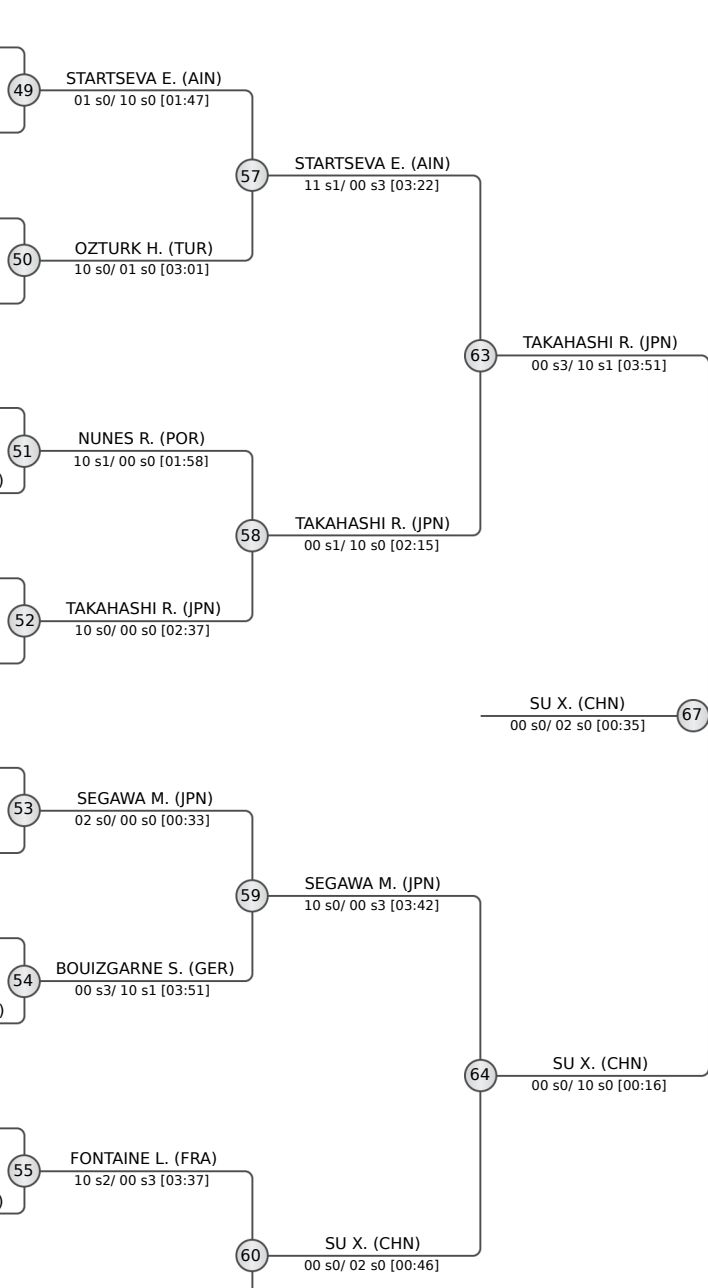 STARTSEVA E. (AIN)
49
01 s0/ 10 s0 [01:47]
STARTSEVA E. (AIN)
57
11 s1/ 00 s3 [03:22]
OZTURK H. (TUR)
50
10 s0/ 01 s0 [03:01]
TAKAHASHI R. (JPN)
63
00 s3/ 10 s1 [03:51]
NUNES R. (POR)
51
10 s1/ 00 s0 [01:58]
)
TAKAHASHI R. (JPN)
58
00 s1/ 10 s0 [02:15]
TAKAHASHI R. (JPN)
52
10 s0/ 00 s0 [02:37]
SU X. (CHN)
67
00 s0/ 02 s0 [00:35]
SEGAWA M. (JPN)
53
02 s0/ 00 s0 [00:33]
SEGAWA M. (JPN)
59
10 s0/ 00 s3 [03:42]
BOUIZGARNE S. (GER)
54
00 s3/ 10 s1 [03:51]
)
SU X. (CHN)
64
00 s0/ 10 s0 [00:16]
FONTAINE L. (FRA)
55
10 s2/ 00 s3 [03:37]
)
SU X. (CHN)
60
00 s0/ 02 s0 [00:46]